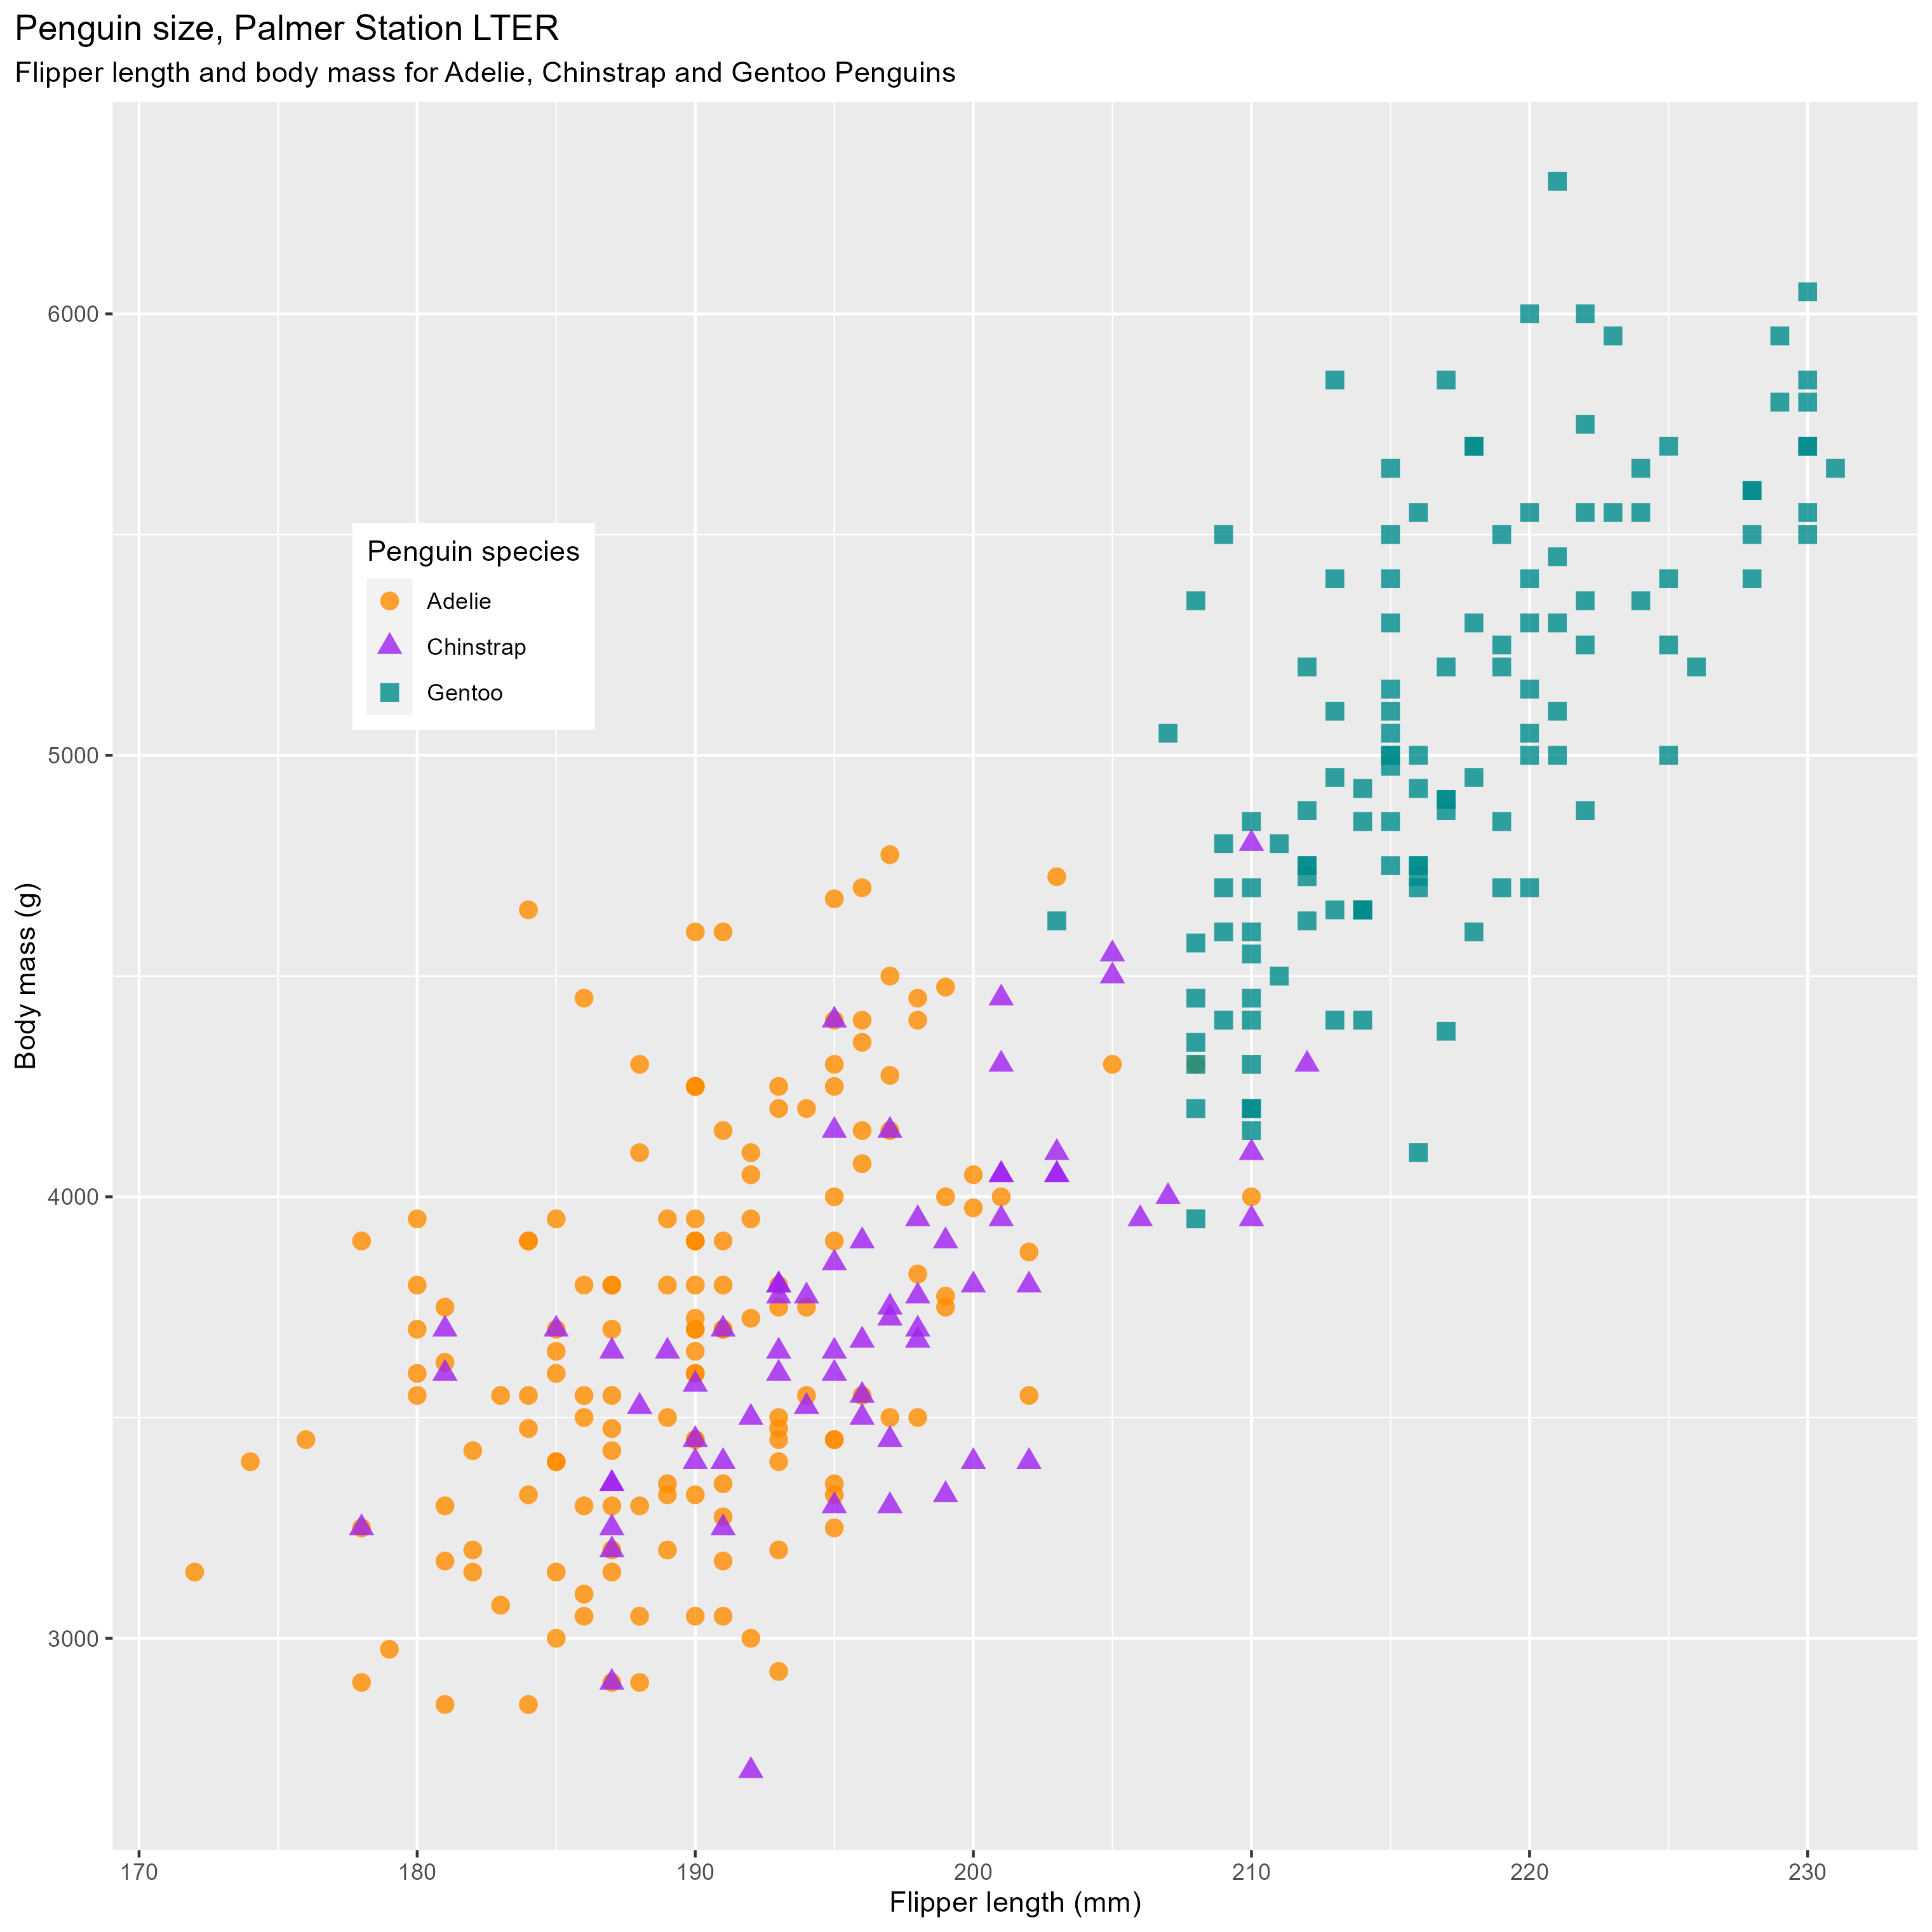 Penguin size, Palmer Station LTER
Flipper length and body mass for Adelie, Chinstrap and Gentoo Penguins
Body mass (g)
6000
5000
4000
3000
Penguin species
Adelie
Chinstrap
Gentoo
170 180 190 200 210 220 230
Flipper length (mm)